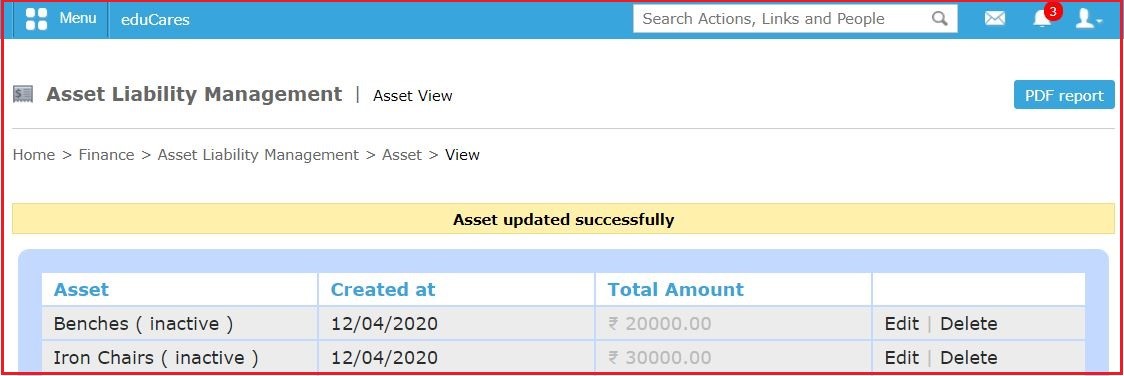 Menu eduCares Search Actions, Links and People 3
Asset Liability Management | Asset View PDF report
Home > Finance > Asset Liability Management > Asset > View
Asset updated successfully
Asset Created at Total Amount
Benches ( inactive ) 12/04/2020 ₹ 20000.00 Edit | Delete
Iron Chairs ( inactive ) 12/04/2020 ₹ 30000.00 Edit | Delete